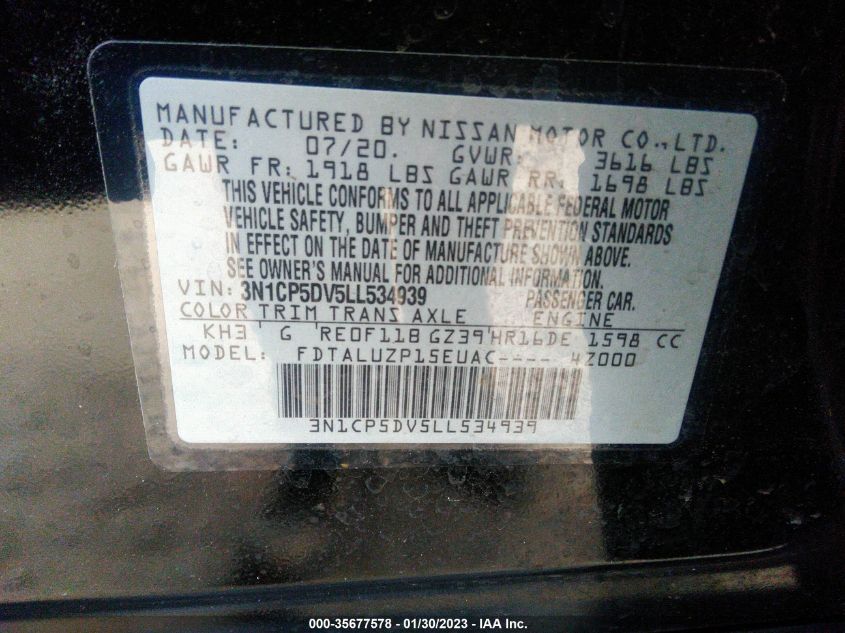 MANUFACTURED BY NISSAN MOTOR CO., LTD.
DATE: 07/20. GVWR: 3616 LBS
GAWR FR: 1918 LBS GAWR RR: 1698 LBS
THIS VEHICLE CONFORMS TO ALL APPLICABLE FEDERAL MOTOR
VEHICLE SAFETY, BUMPER AND THEFT PREVENTION STANDARDS
IN EFFECT ON THE DATE OF MANUFACTURE SHOWN ABOVE.
SEE OWNER'S MANUAL FOR ADDITIONAL INFORMATION.
VIN: 3N1CP5DV5LL534939 PASSENGER CAR.
COLOR TRIM TRANS AXLE ENGINE
KH3 G RE0F11B GZ39 HR16DE 1598 CC
MODEL: FDTALUZP15EUAC---- 4Z000
3N1CP5DV5LL534939
000-35677578 - 01/30/2023 - IAA Inc.